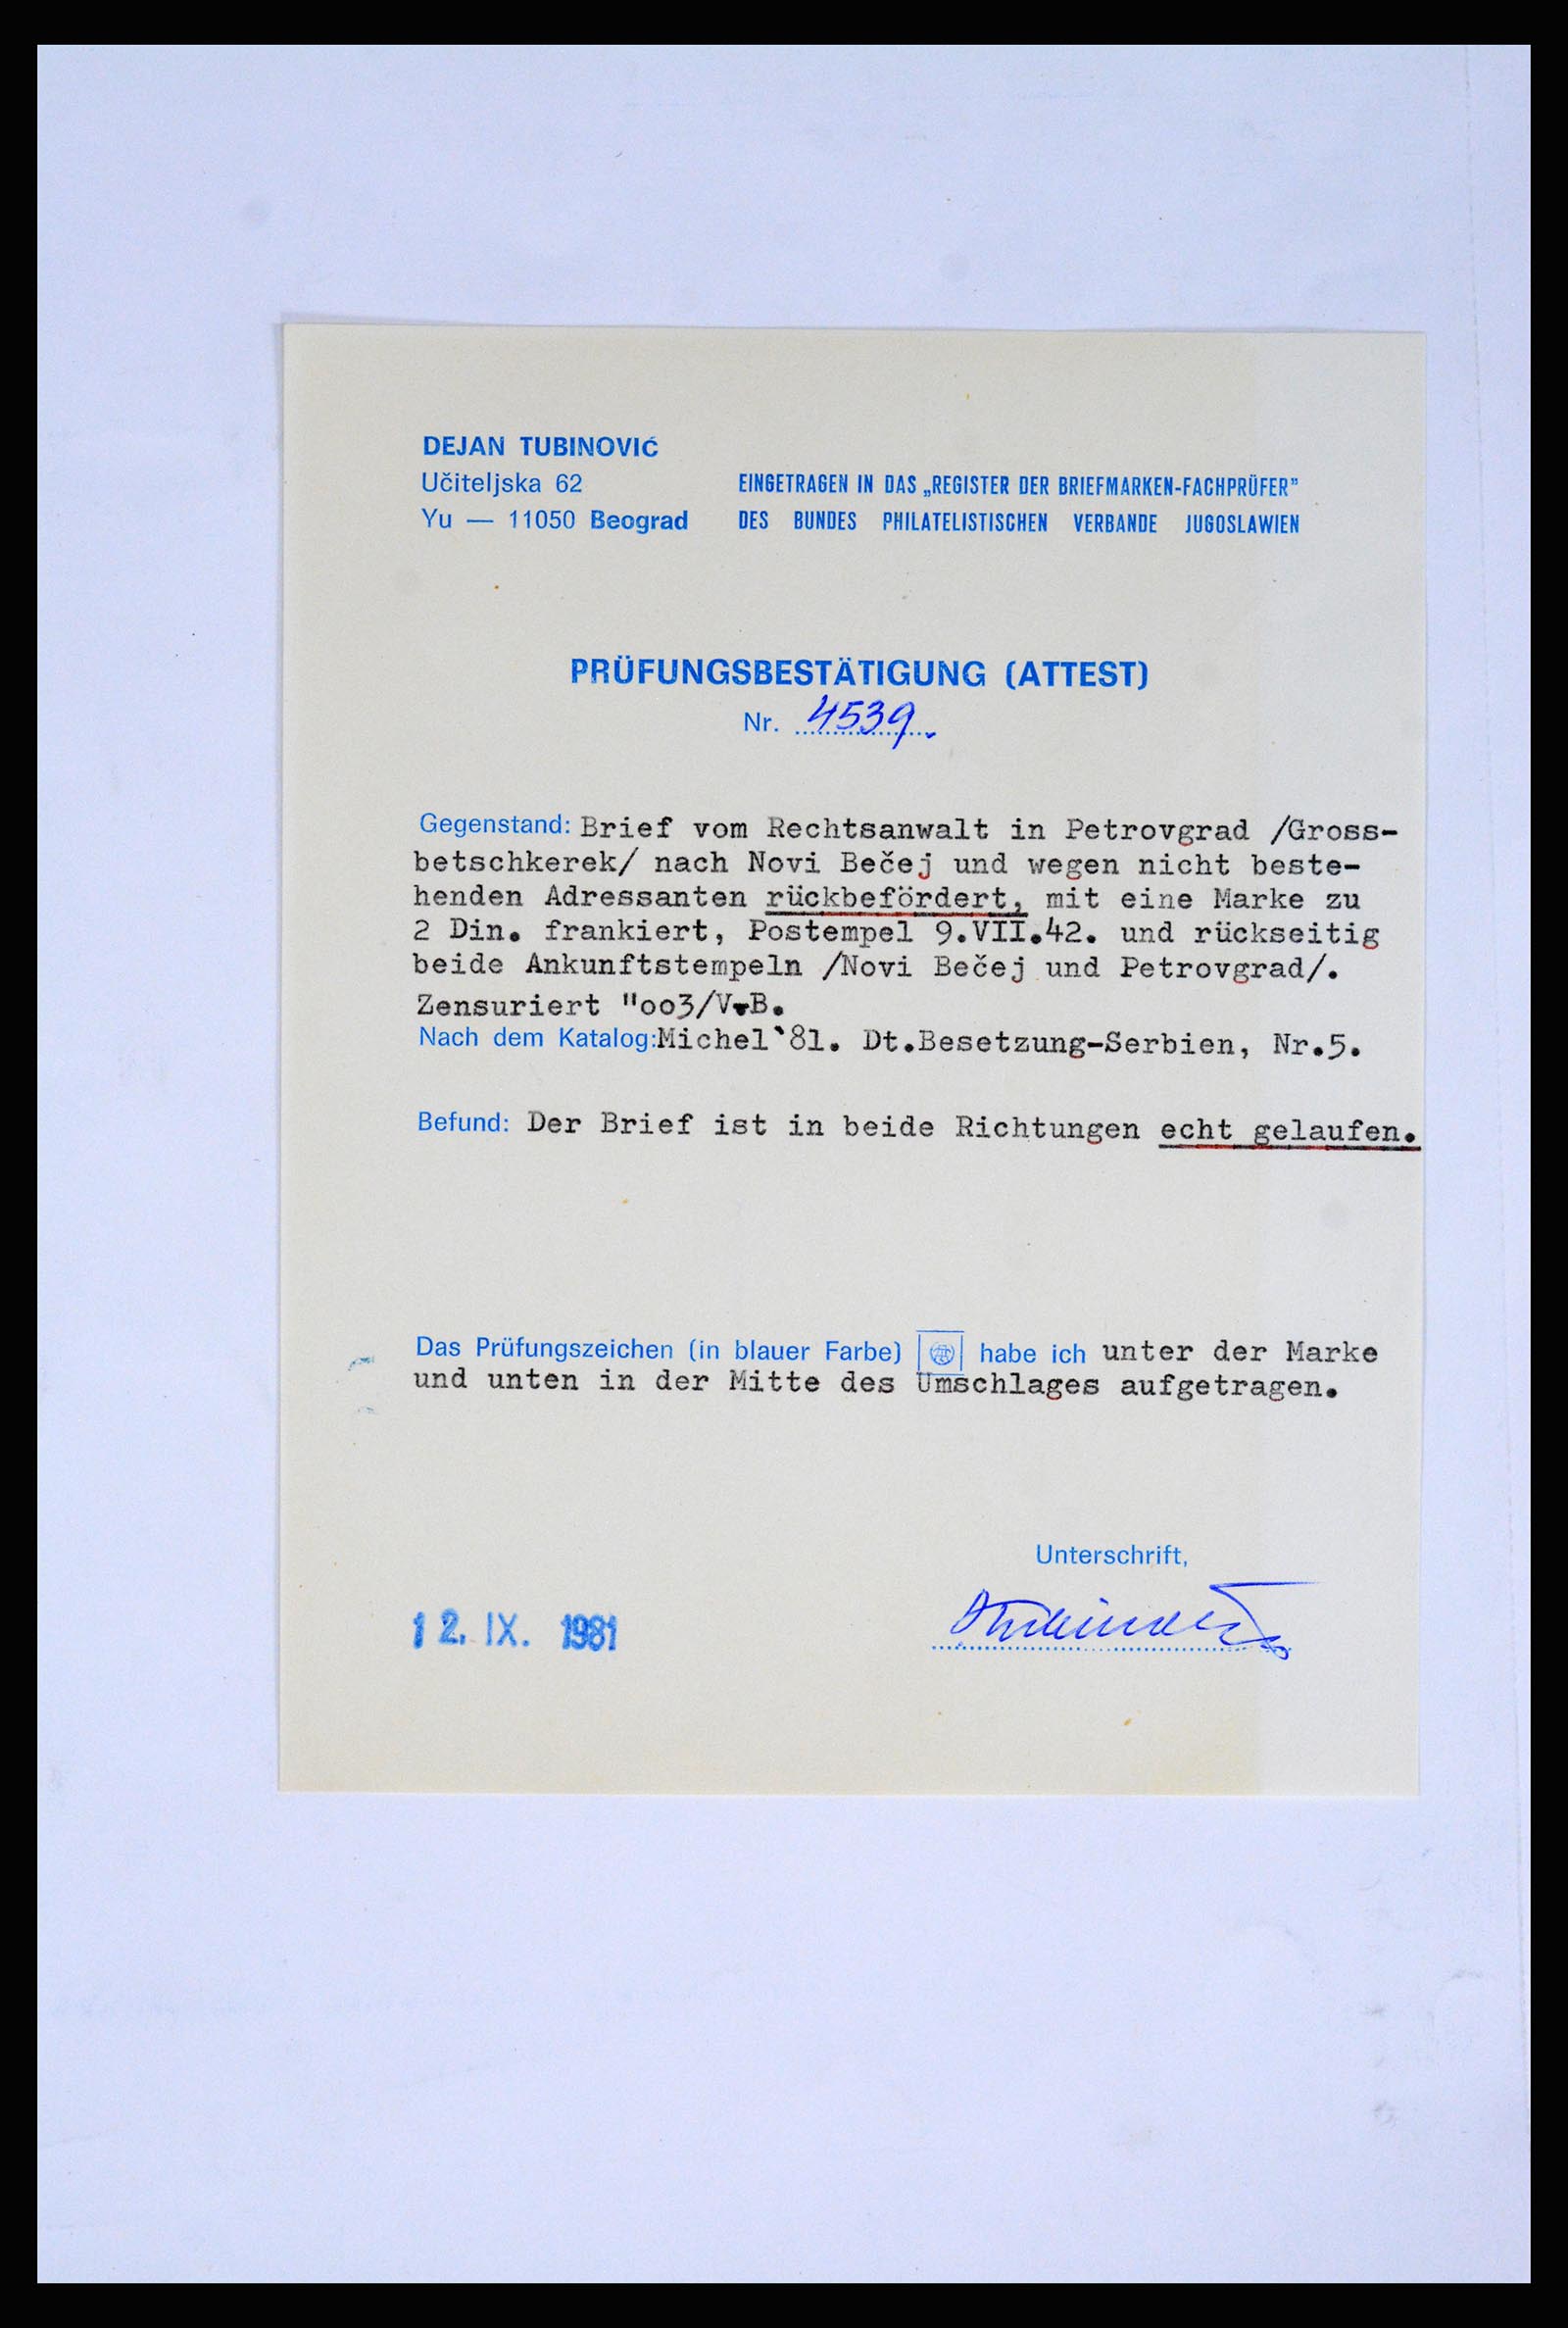 DEJAN TUBINOVIĆ
Učiteljska 62
Yu — 11050 Beograd
EINGETRAGEN IN DAS „REGISTER DER BRIEFMARKEN-FACHPRÜFER”
DES BUNDES PHILATELISTISCHEN VERBANDE JUGOSLAWIEN
PRÜFUNGSBESTÄTIGUNG (ATTEST)
Nr. 4539.
Gegenstand: Brief vom Rechtsanwalt in Petrovgrad /Gross-
betschkerek/ nach Novi Bečej und wegen nicht beste-
henden Adressanten rückbefördert, mit eine Marke zu
2 Din. frankiert, Postempel 9.VII.42. und rückseitig
beide Ankunftstempeln /Novi Bečej und Petrovgrad/.
Zensuriert "oo3/V.B.
Nach dem Katalog:Michel`81. Dt.Besetzung-Serbien, Nr.5.
Befund: Der Brief ist in beide Richtungen echt gelaufen.
Das Prüfungszeichen (in blauer Farbe) habe ich unter der Marke
und unten in der Mitte des Umschlages aufgetragen.
Unterschrift,
12. IX. 1981